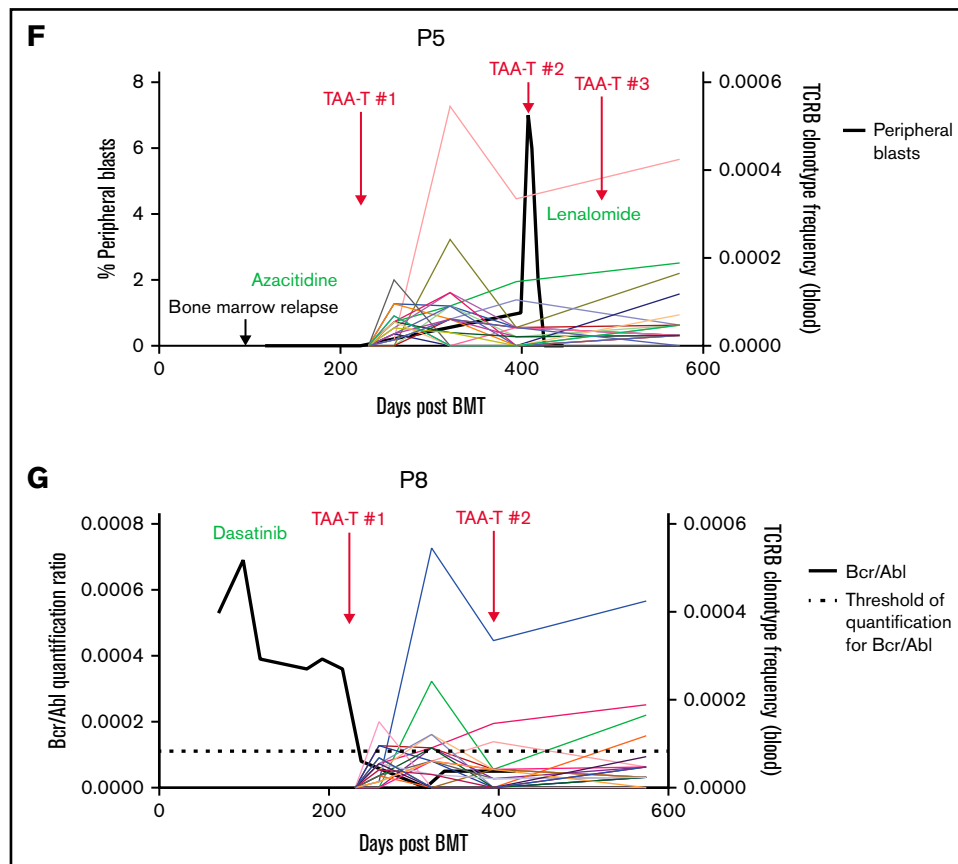 F
P5
TAA-T #1
TAA-T #2
TAA-T #3
Azacitidine
Bone marrow relapse
Lenalomide
8
6
4
2
0
% Peripheral blasts
0
200
400
600
Days post BMT
0.0006
0.0004
0.0002
0.0000
TCRB clonotype frequency (blood)
Peripheral
blasts
G
P8
Dasatinib
TAA-T #1
TAA-T #2
0.0008
0.0006
0.0004
0.0002
0.0000
Bcr/Abl quantification ratio
0
200
400
600
Days post BMT
0.0006
0.0004
0.0002
0.0000
TCRB clonotype frequency (blood)
Bcr/Abl
Threshold of
quantification
for Bcr/Abl